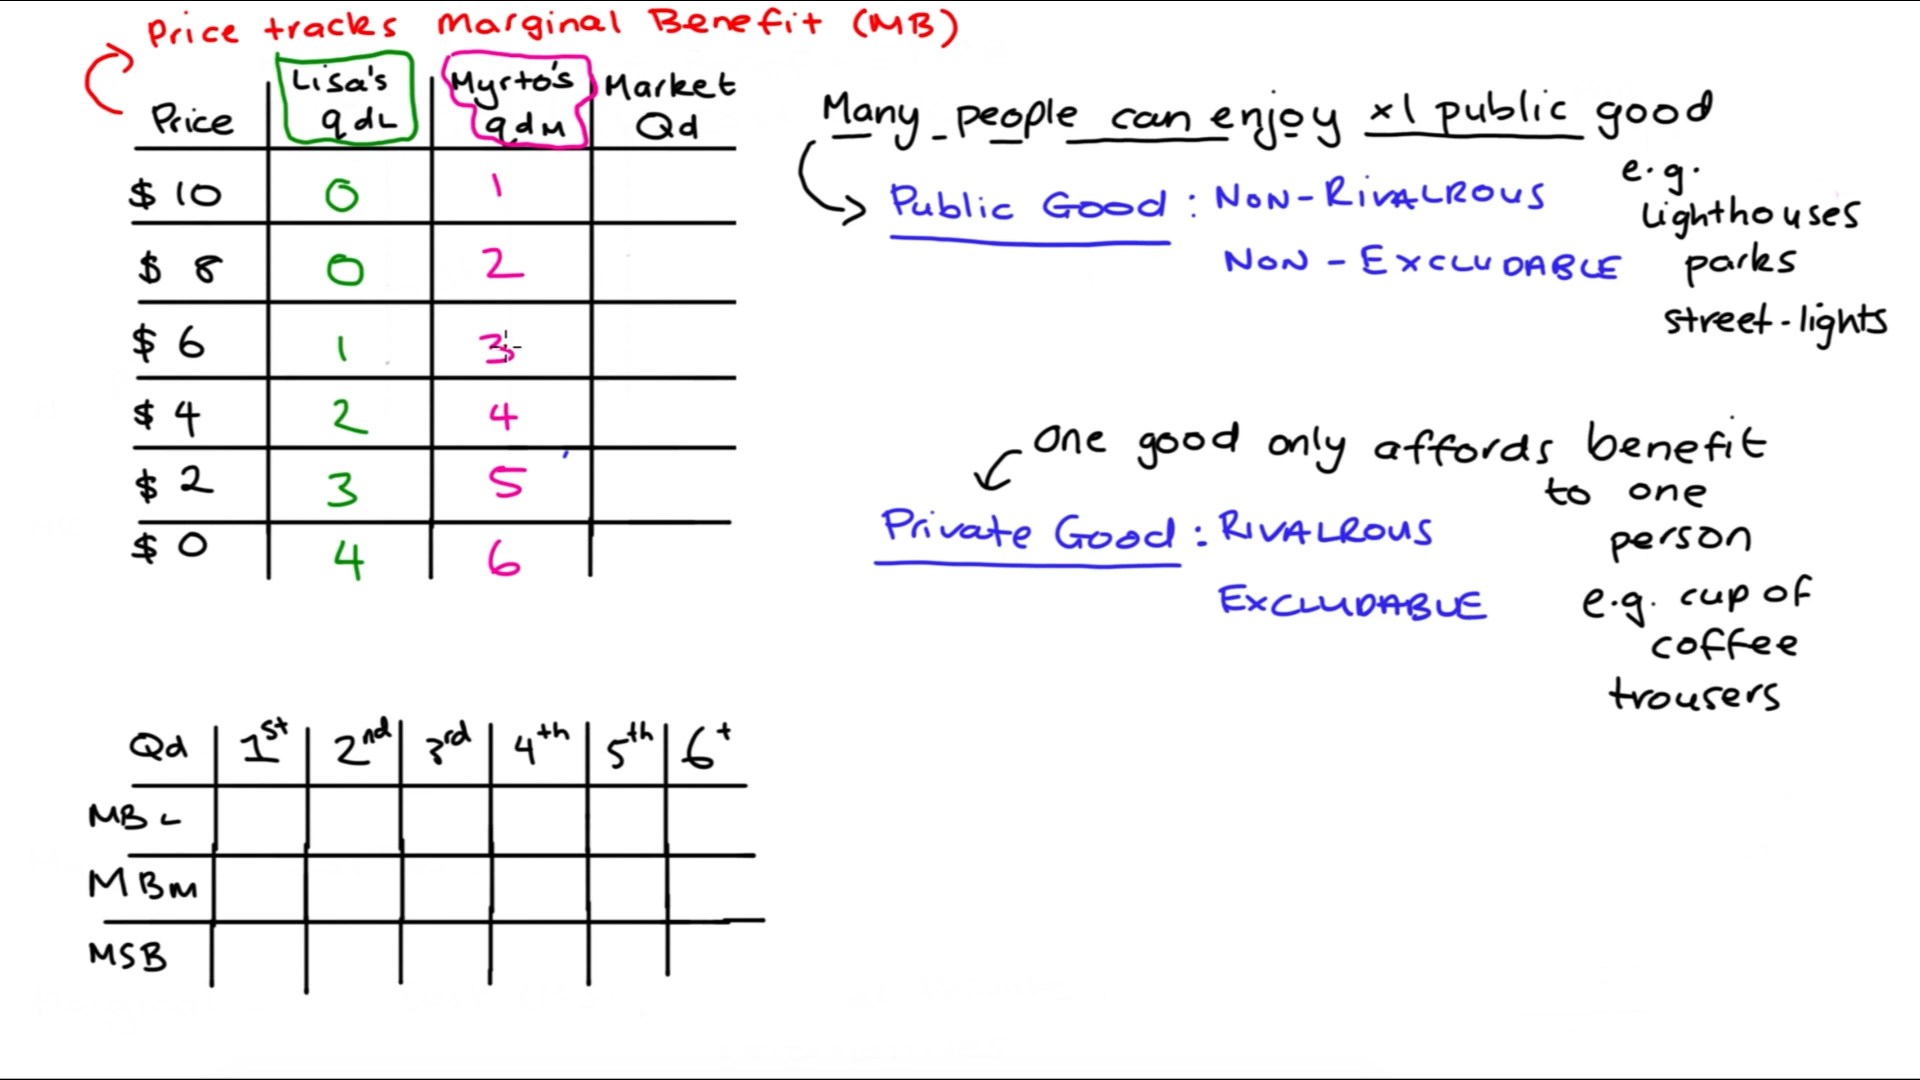 Price tracks Marginal Benefit (MB)
Price Lisa's qdL Myrto's qdM Market Qd
$ 10 0 1
$ 8 0 2
$ 6 1 3
$ 4 2 4
$ 2 3 5
$ 0 4 6
Many people can enjoy x1 public good
Public Good : NON-RIVALROUS
NON-EXCLUDABLE
e.g.
lighthouses
parks
street-lights
One good only affords benefit
to one
person
Private Good : RIVALROUS
EXCLUDABLE
e.g. cup of
coffee
trousers
Qd 1st 2nd 3rd 4th 5th 6t
MBL
MBM
MSB